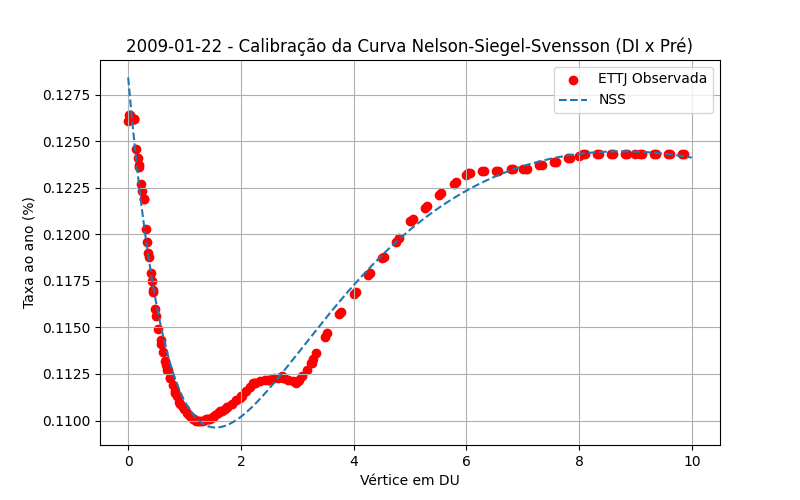 2009-01-22 - Calibração da Curva Nelson-Siegel-Svensson (DI x Pré)
ETTJ Observada
NSS
Taxa ao ano (%)
0.1275
0.1250
0.1225
0.1200
0.1175
0.1150
0.1125
0.1100
0 2 4 6 8 10
Vértice em DU